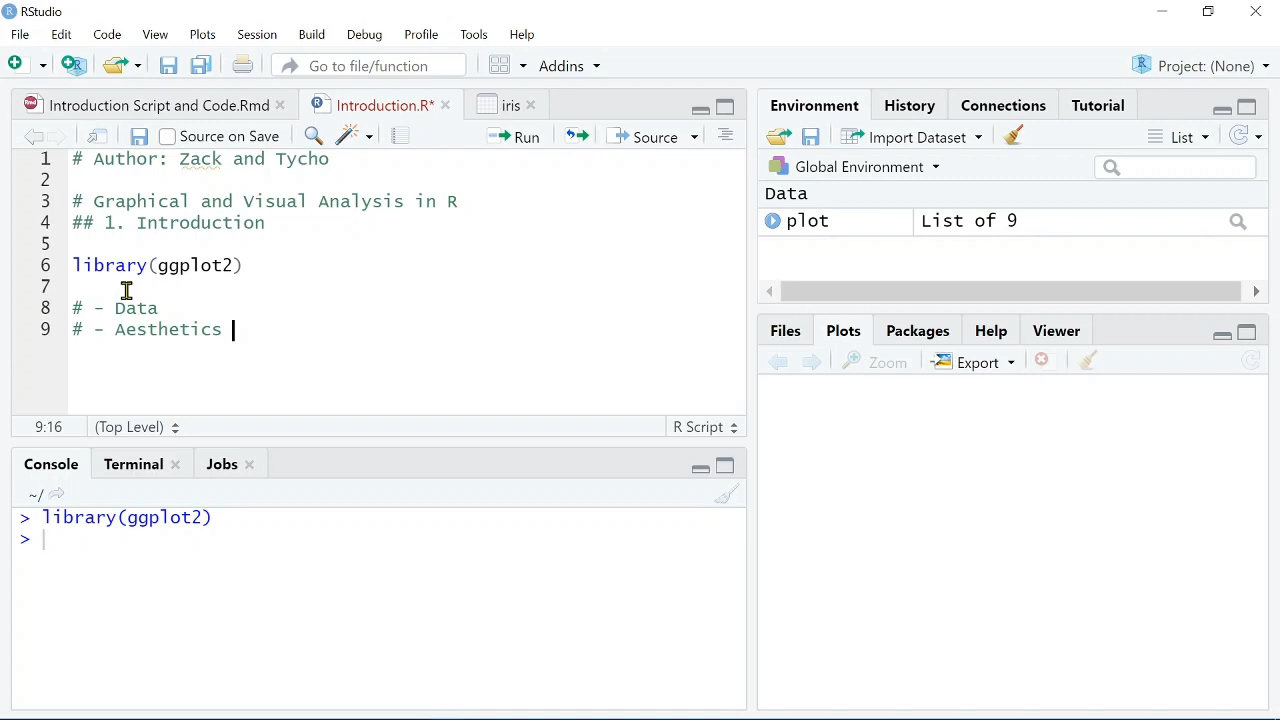 RStudio
File Edit Code View Plots Session Build Debug Profile Tools Help
Go to file/function Addins Project: (None)
Introduction Script and Code.Rmd Introduction.R* iris
Source on Save Run Source
1 # Author: Zack and Tycho
2
3 # Graphical and Visual Analysis in R
4 ## 1. Introduction
5
6 library(ggplot2)
7
8 # - Data
9 # - Aesthetics
9:16 (Top Level) R Script
Console Terminal Jobs
~/
> library(ggplot2)
>
Environment History Connections Tutorial
Import Dataset List
Global Environment
Data
plot List of 9
Files Plots Packages Help Viewer
Zoom Export